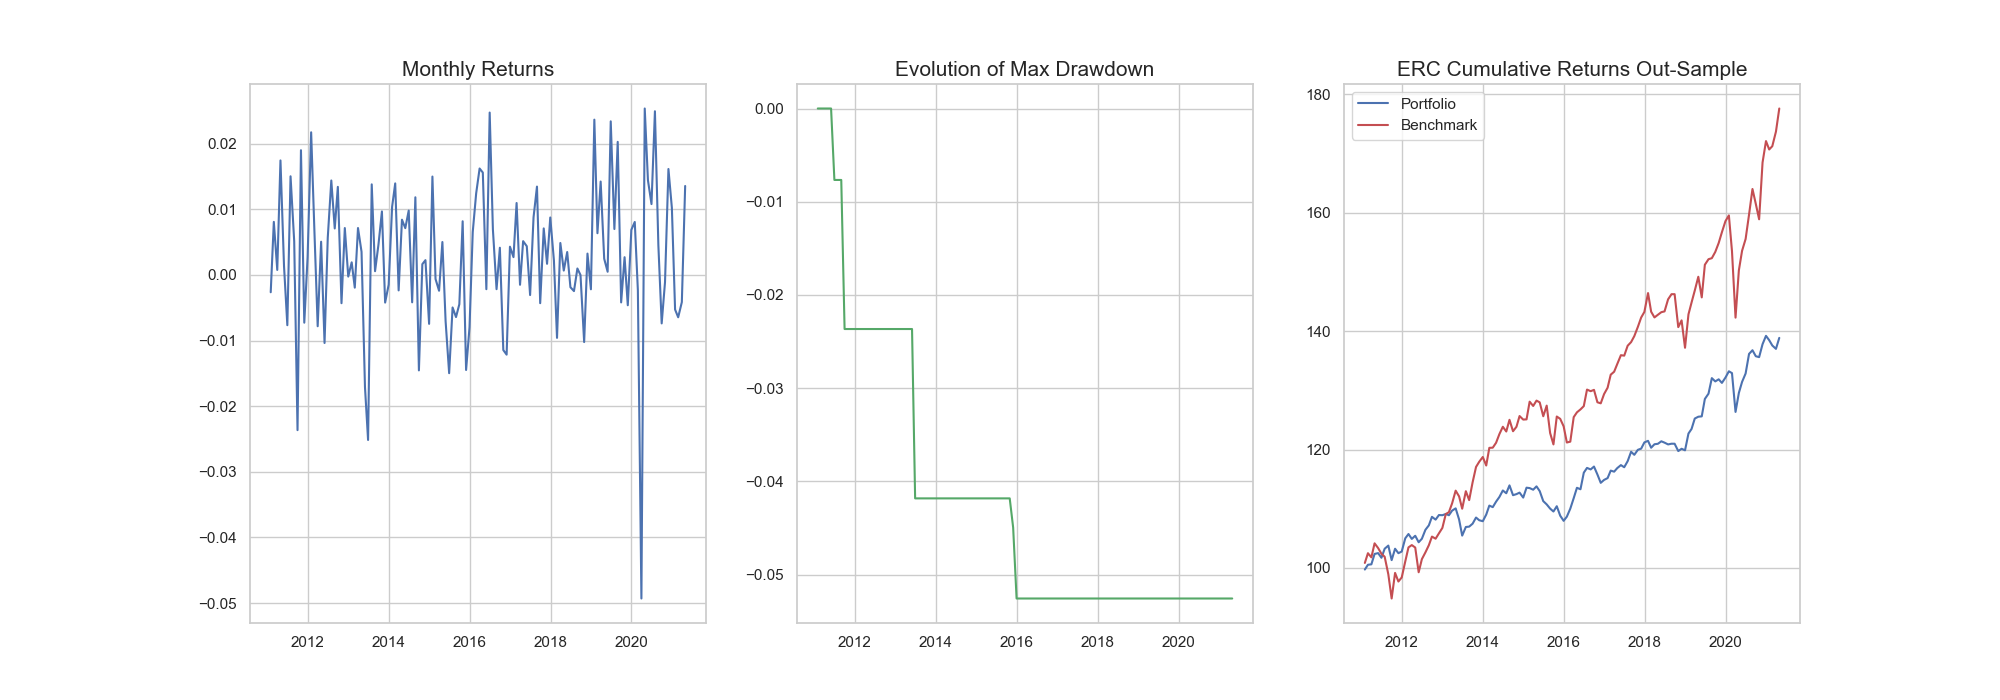 Monthly Returns
0.02
0.01
0.00
−0.01
−0.02
−0.03
−0.04
−0.05
2012 2014 2016 2018 2020
Evolution of Max Drawdown
0.00
−0.01
−0.02
−0.03
−0.04
−0.05
2012 2014 2016 2018 2020
ERC Cumulative Returns Out-Sample
Portfolio
Benchmark
180
160
140
120
100
2012 2014 2016 2018 2020